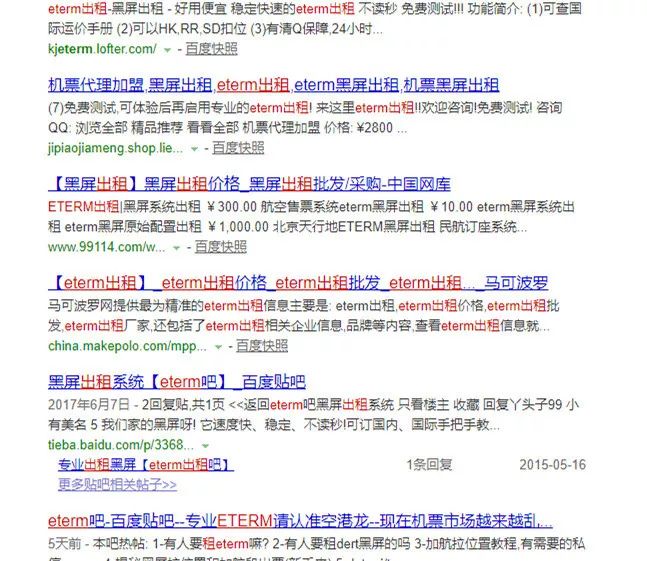 eterm出租-黑屏出租 - 好用便宜 稳定快速的eterm出租 不读秒 免费测试!!! 功能简介: (1)可查国
际运价手册 (2)可以HK,RR,SD扣位 (3)有清Q保障,24小时...
kjeterm.lofter.com/ - 百度快照
机票代理加盟,黑屏出租,eterm出租,eterm黑屏出租,机票黑屏出租
(7)免费测试,可体验后再启用专业的eterm出租! 来这里eterm出租!!欢迎咨询!免费测试! 咨询
QQ: 浏览全部 精品推荐 看看全部 机票代理加盟 价格: ¥2800 ...
jipiaojiameng.shop.lie... - 百度快照
【黑屏出租】黑屏出租价格_黑屏出租批发/采购-中国网库
ETERM出租|黑屏系统出租 ¥300.00 航空售票系统eterm黑屏出租 ¥10.00 eterm黑屏系统出
租 eterm黑屏原始配置出租 ¥1,000.00 北京天行地ETERM黑屏出租 民航订座系统...
www.99114.com/w... - 百度快照
【eterm出租】_eterm出租价格_eterm出租批发_eterm出租..._马可波罗
马可波罗网提供最为精准的eterm出租信息主要是: eterm出租,eterm出租价格,eterm出租批
发,eterm出租厂家,还包括了eterm出租相关企业信息,品牌等内容,查看eterm出租信息就...
china.makepolo.com/mpp... - 百度快照
黑屏出租系统【eterm吧】_百度贴吧
2017年6月7日 - 2回复贴,共1页 <<返回eterm吧黑屏出租系统 只看楼主 收藏 回复丫头子99 小
有美名 5 我们家的黑屏呀! 它速度快、稳定、不读秒!可订国内、国际手把手教...
tieba.baidu.com/p/3368...
专业出租黑屏【eterm出租吧】 1条回复 2015-05-16
更多贴吧相关帖子>>
eterm吧-百度贴吧--专业ETERM请认准空港龙--现在机票市场越来越乱,...
5天前 - 本吧热帖: 1-有人要租eterm嘛? 2-有人要租dert黑屏的吗 3-加航拉位置教程,有需要的私